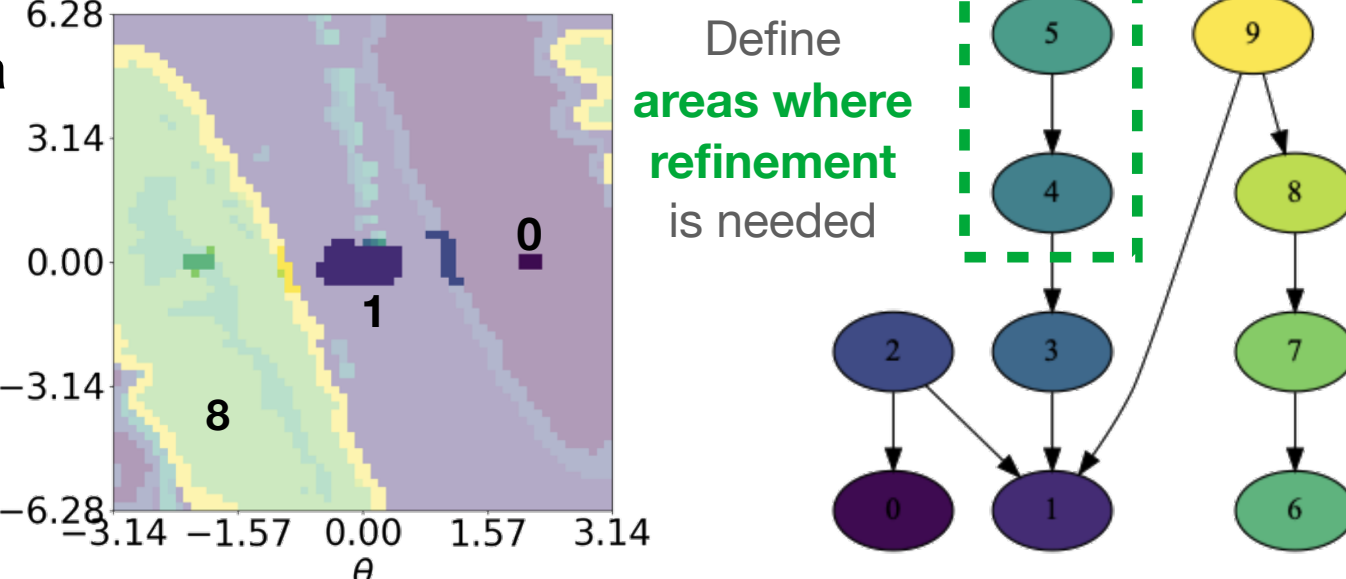 6.28
3.14
0.00
−3.14
−6.28
−3.14 −1.57 0.00 1.57 3.14
θ
0
1
8
Define
areas where
refinement
is needed
5 9
4 8
2 3 7
0 1 6